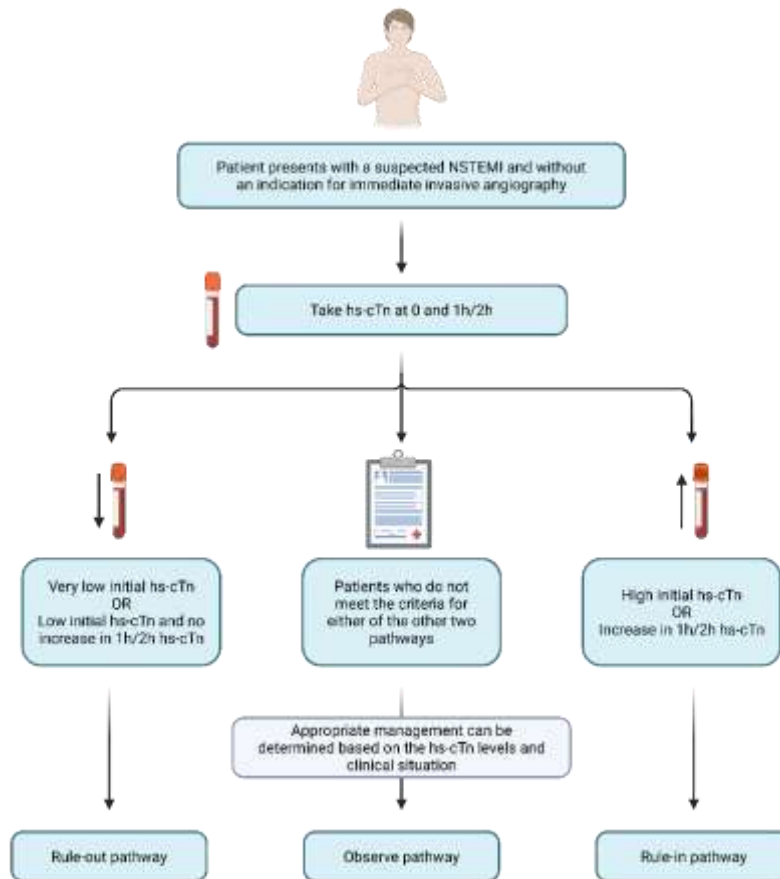 Patient presents with a suspected NSTEMI and without
an indication for immediate invasive angiography
Take hs-cTn at 0 and 1h/2h
Very low initial hs-cTn
OR
Low initial hs-cTn and no
increase in 1h/2h hs-cTn
Patients who do not
meet the criteria for
either of the other two
pathways
High initial hs-cTn
OR
Increase in 1h/2h hs-cTn
Appropriate management can be
determined based on the hs-cTn levels and
clinical situation
Rule-out pathway
Observe pathway
Rule-in pathway